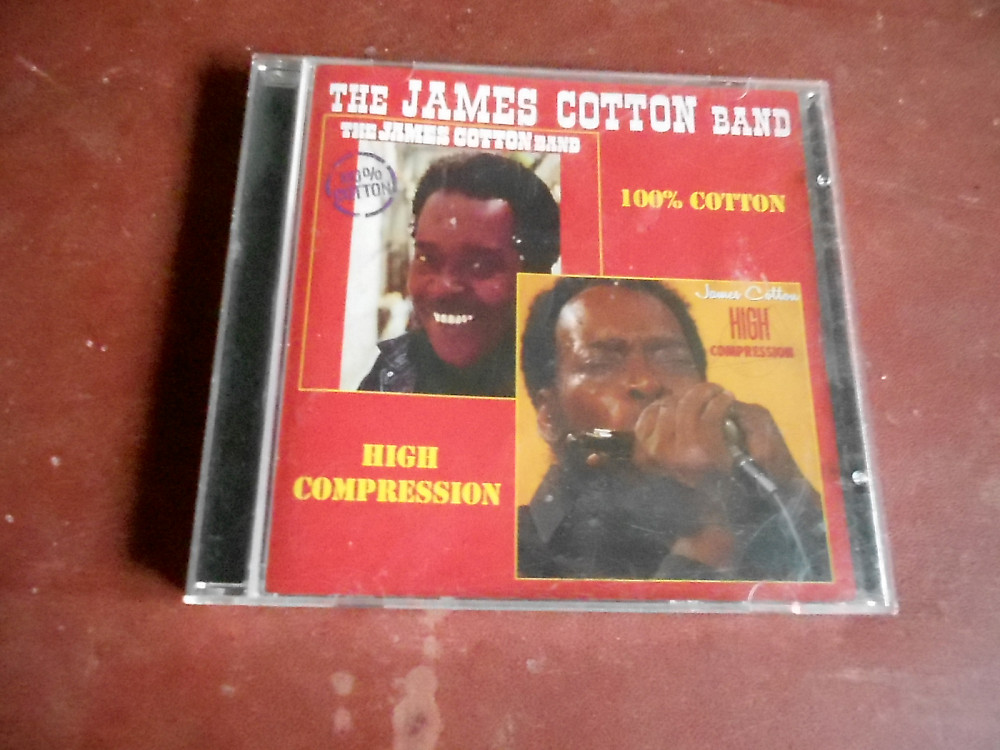 THE JAMES COTTON BAND
THE JAMES COTTON BAND
100%
COTTON
100% COTTON
James Cotton
HIGH
COMPRESSION
HIGH
COMPRESSION